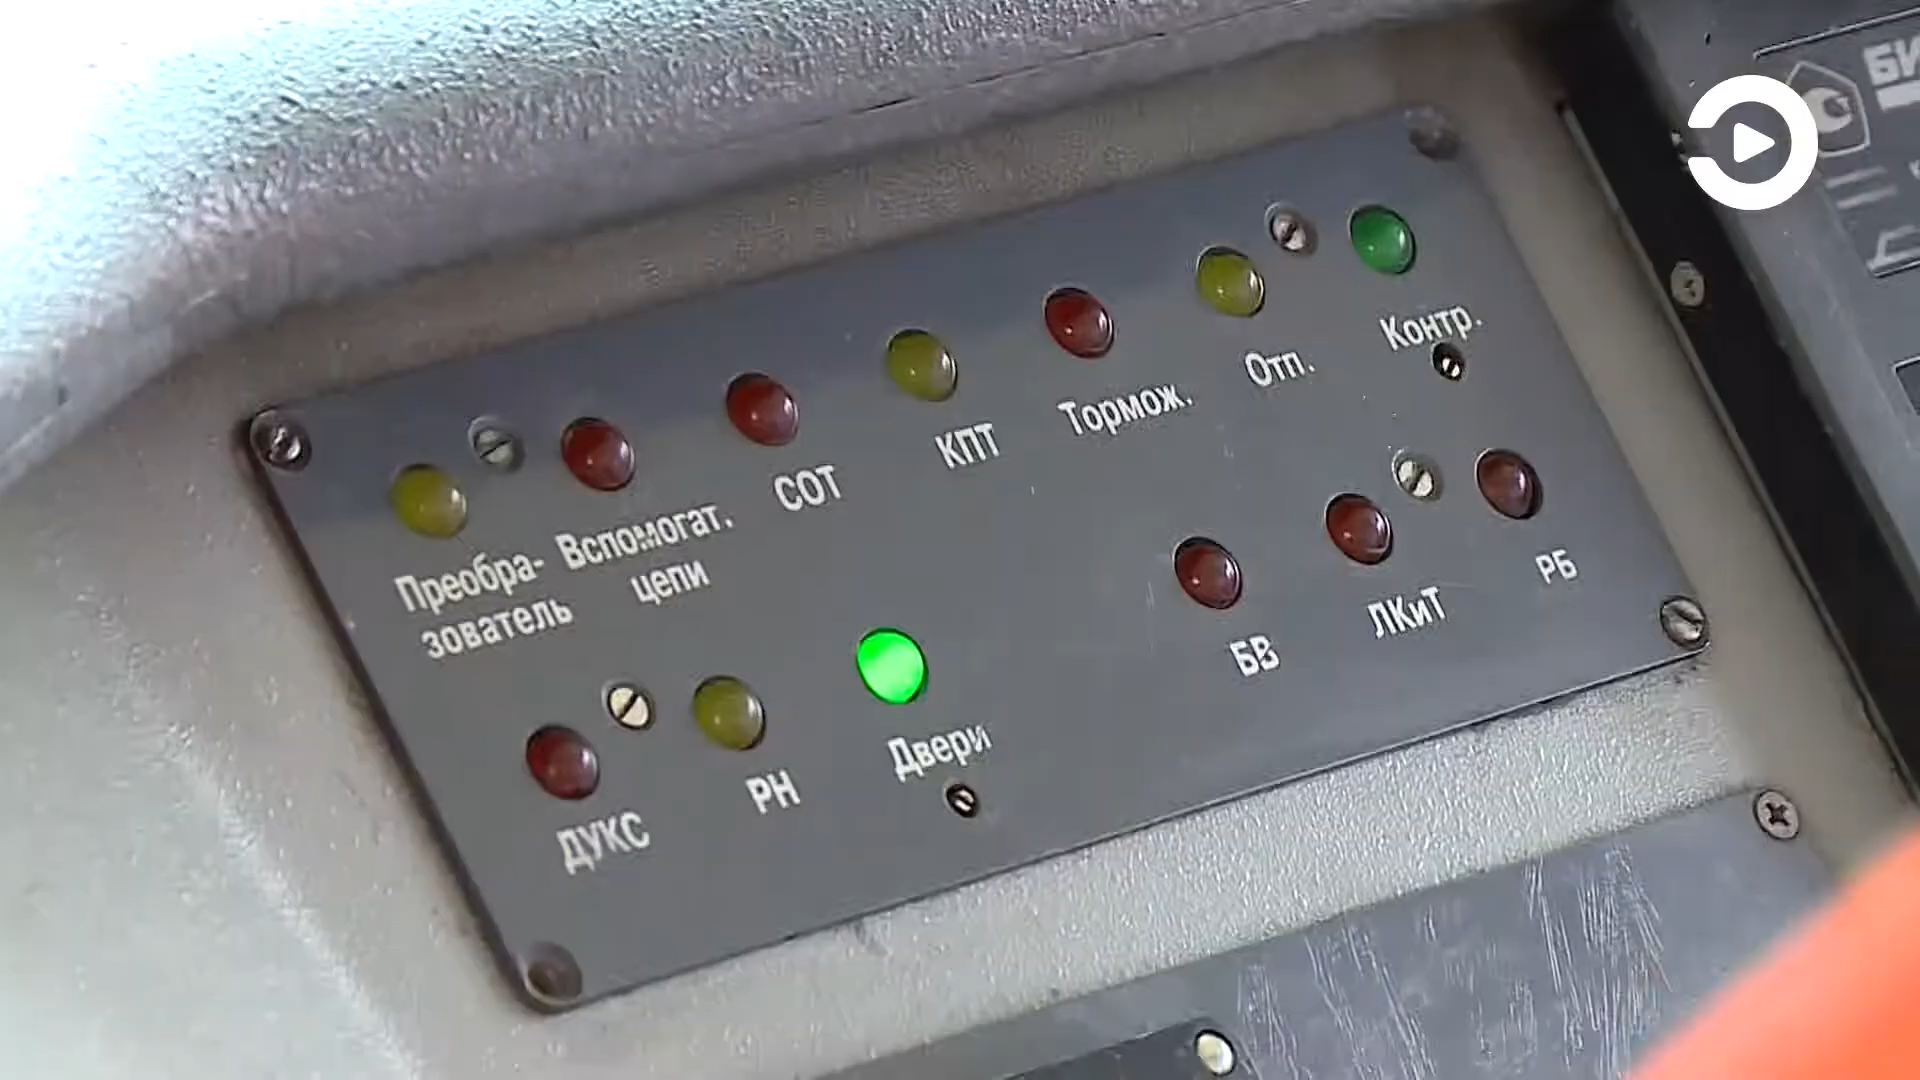 Контр.
Отп.
Тормож.
КПТ
СОТ
Вспомогат.
цепи
Преобра-
зователь
РБ
ЛКиТ
БВ
Двери
РН
ДУКС